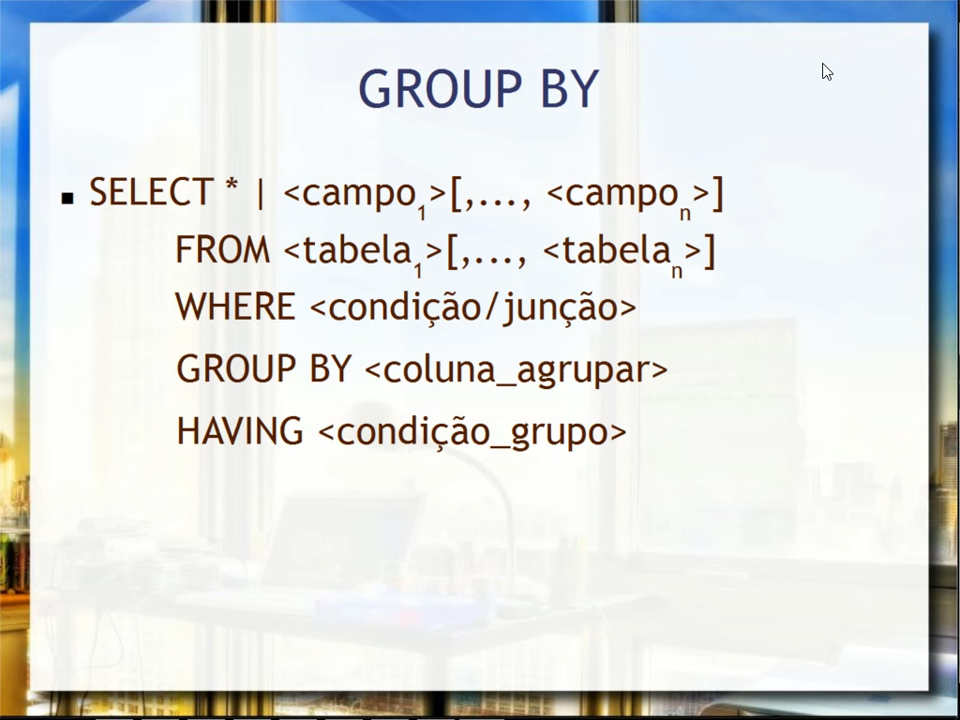 GROUP BY
▪ SELECT * | <campo₁>[,..., <campoₙ>]
FROM <tabela₁>[,..., <tabelaₙ>]
WHERE <condição/junção>
GROUP BY <coluna_agrupar>
HAVING <condição_grupo>